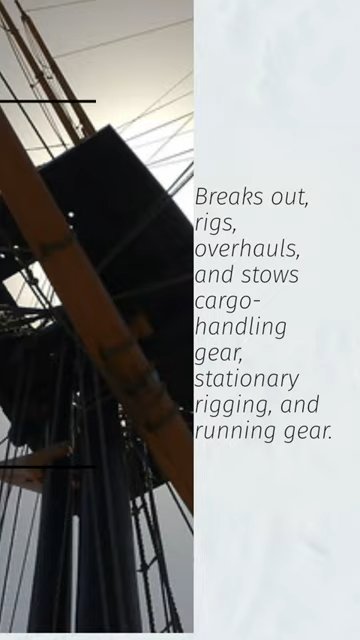 Breaks out,
rigs,
overhauls,
and stows
cargo-
handling
gear,
stationary
rigging, and
running gear.